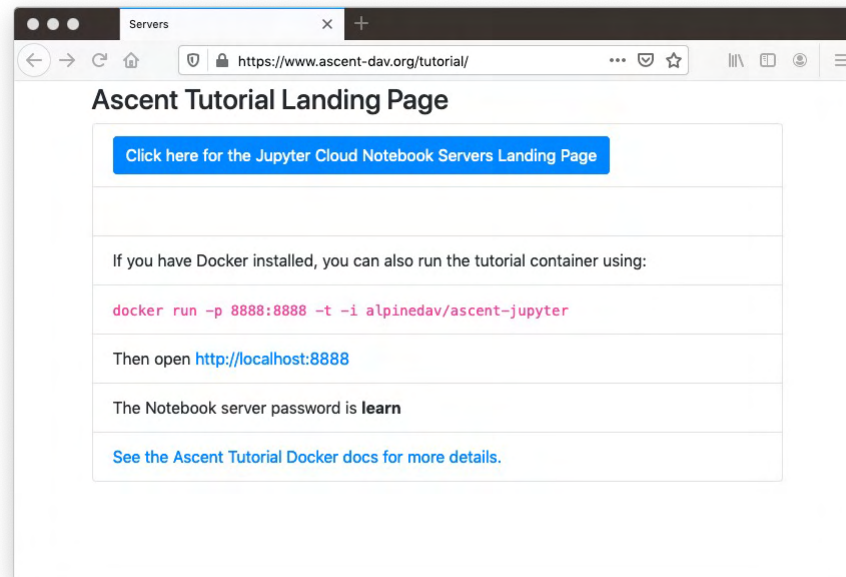 Servers
https://www.ascent-dav.org/tutorial/
Ascent Tutorial Landing Page
Click here for the Jupyter Cloud Notebook Servers Landing Page
If you have Docker installed, you can also run the tutorial container using:
docker run -p 8888:8888 -t -i alpinedav/ascent-jupyter
Then open http://localhost:8888
The Notebook server password is learn
See the Ascent Tutorial Docker docs for more details.